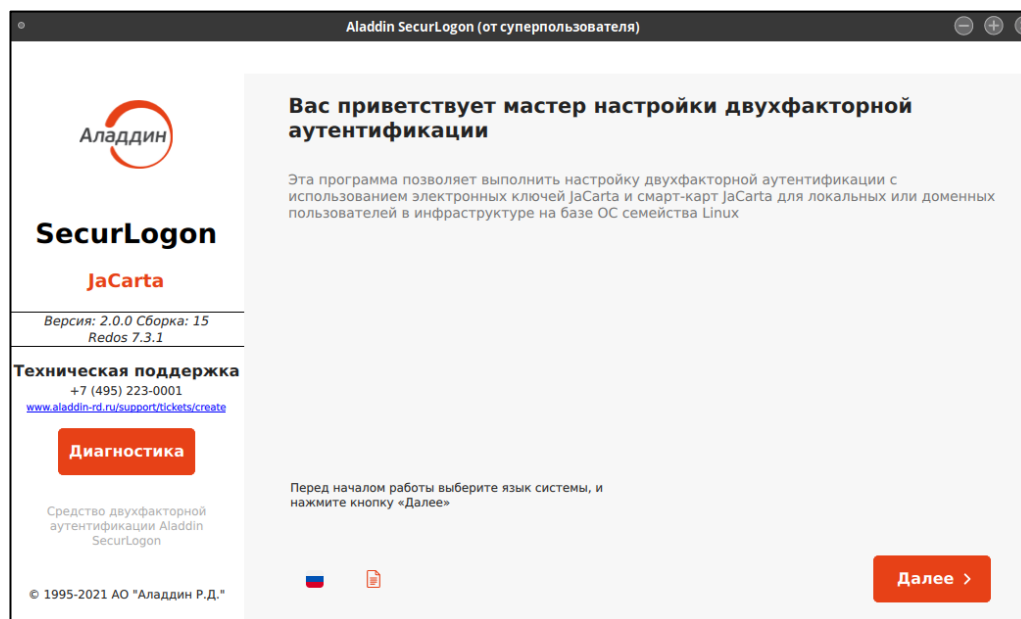 Aladdin SecurLogon (от суперпользователя)
Аладдин
SecurLogon
JaCarta
Версия: 2.0.0 Сборка: 15
Redos 7.3.1
Техническая поддержка
+7 (495) 223-0001
www.aladdin-rd.ru/support/tickets/create
Диагностика
Средство двухфакторной
аутентификации Aladdin
SecurLogon
© 1995-2021 АО "Аладдин Р.Д."
Вас приветствует мастер настройки двухфакторной
аутентификации
Эта программа позволяет выполнить настройку двухфакторной аутентификации с
использованием электронных ключей JaCarta и смарт-карт JaCarta для локальных или доменных
пользователей в инфраструктуре на базе ОС семейства Linux
Перед началом работы выберите язык системы, и
нажмите кнопку «Далее»
Далее